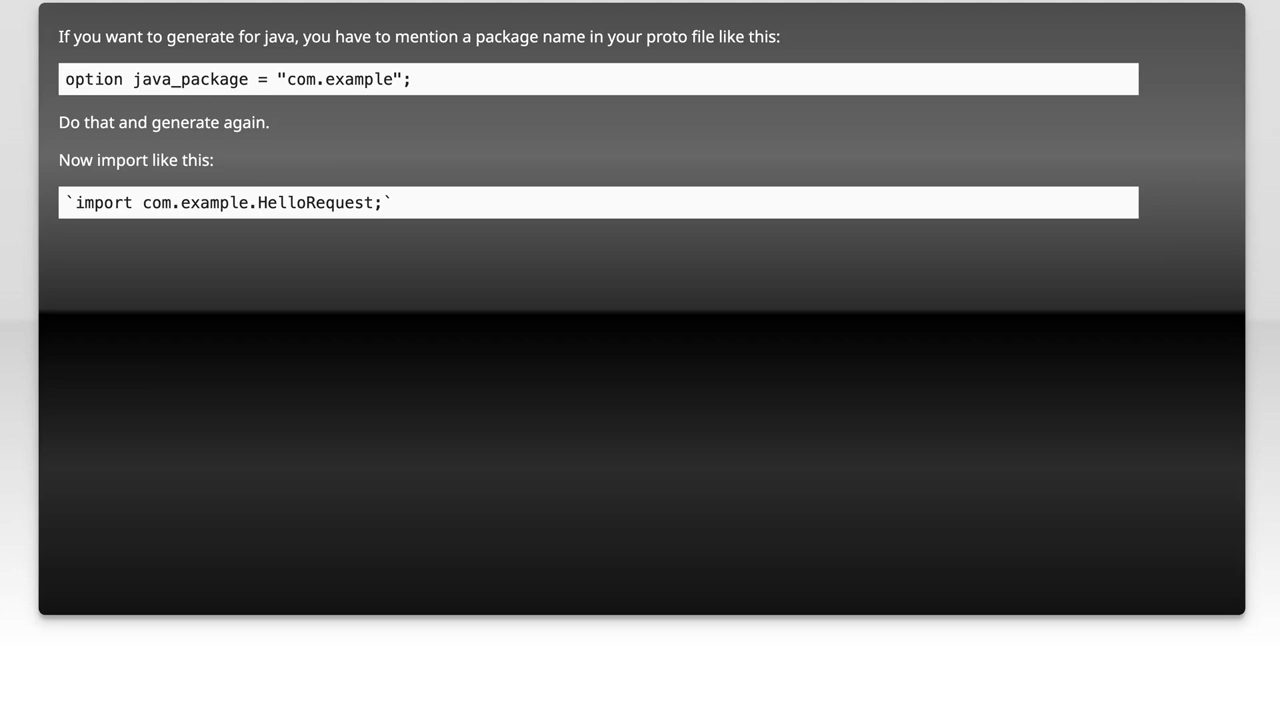 If you want to generate for java, you have to mention a package name in your proto file like this:
option java_package = "com.example";
Do that and generate again.
Now import like this:
`import com.example.HelloRequest;`